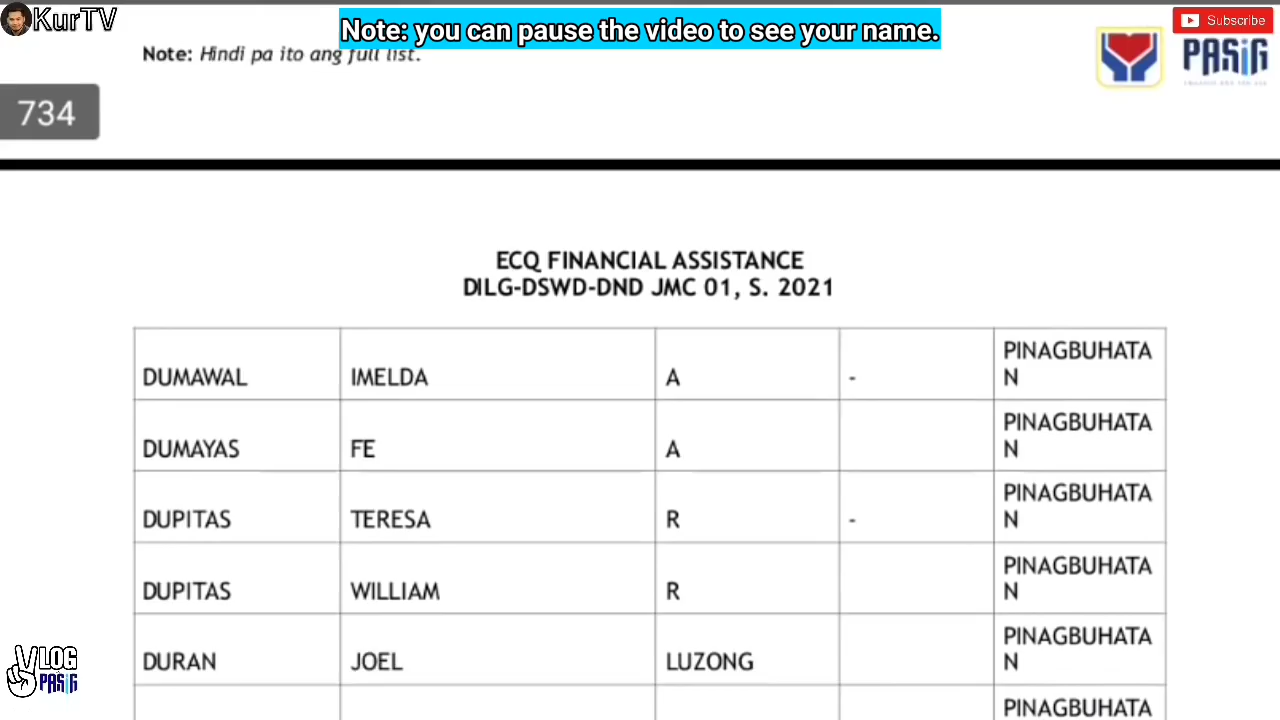 KurTV
Note: you can pause the video to see your name.
Subscribe
Note: Hindi pa ito ang full list.
PASIG
734
ECQ FINANCIAL ASSISTANCE
DILG-DSWD-DND JMC 01, S. 2021
DUMAWAL IMELDA A - PINAGBUHATA
N
DUMAYAS FE A PINAGBUHATA
N
DUPITAS TERESA R - PINAGBUHATA
N
DUPITAS WILLIAM R PINAGBUHATA
N
DURAN JOEL LUZONG PINAGBUHATA
N
PINAGBUHATA
VLOG
PASIG